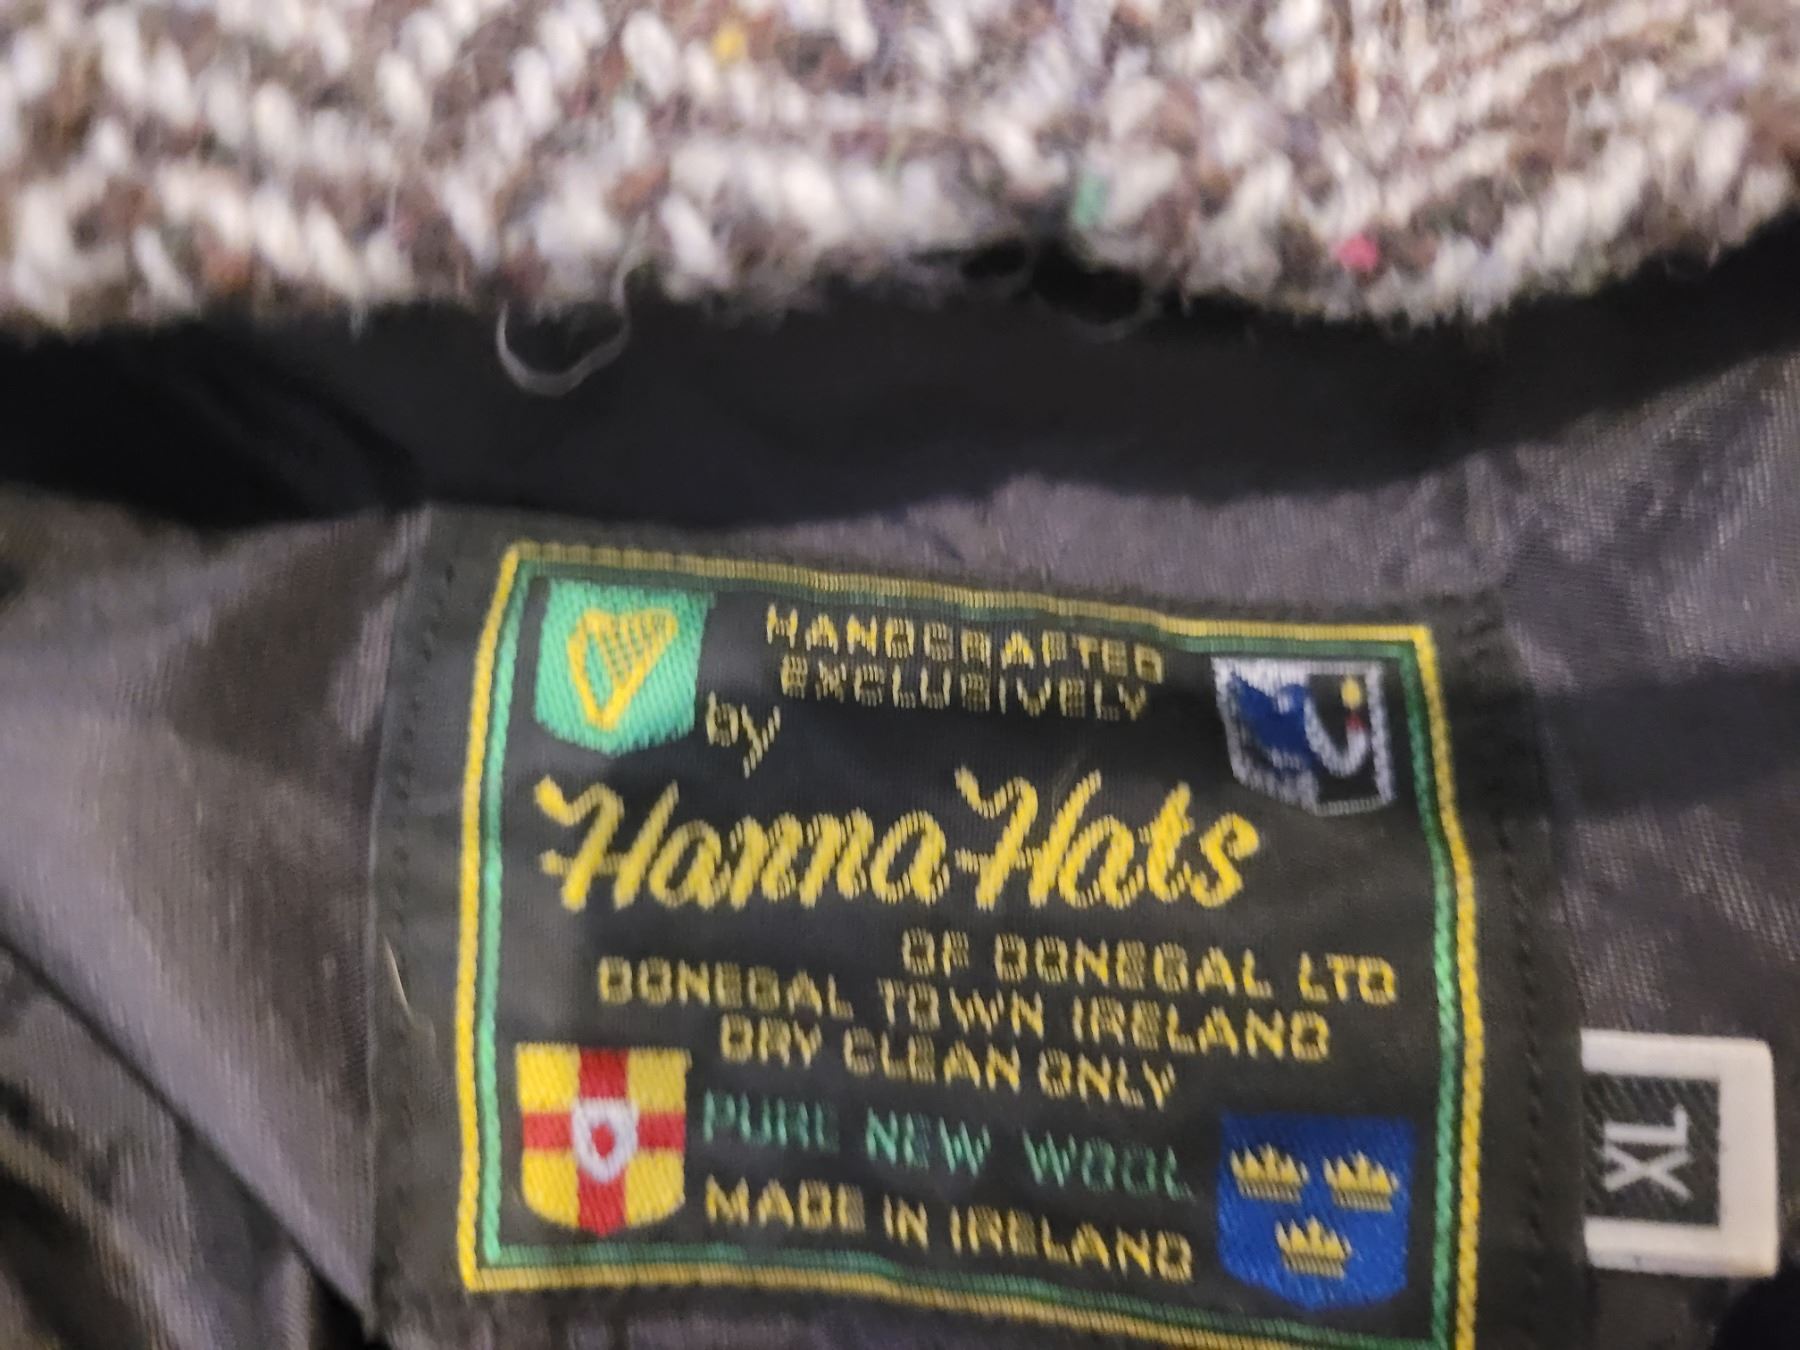 HANDCRAFTED
EXCLUSIVELY
by
Hanna Hats
OF DONEGAL LTD
DONEGAL TOWN IRELAND
DRY CLEAN ONLY
PURE NEW WOOL
MADE IN IRELAND
1X